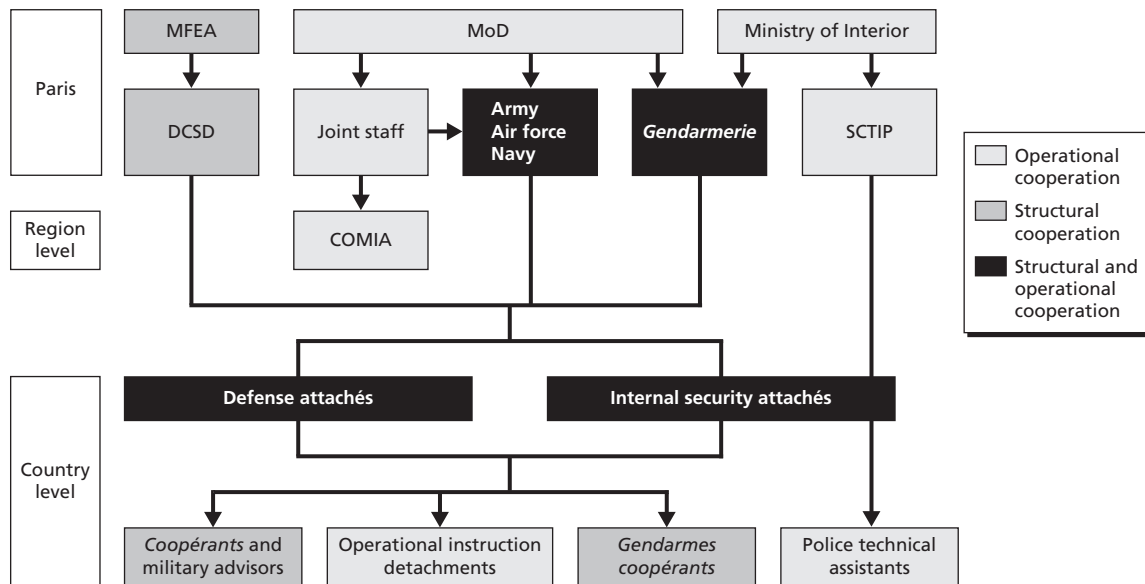 MFEA
MoD
Ministry of Interior
Paris
DCSD
Joint staff
Army
Air force
Navy
Gendarmerie
SCTIP
Operational
cooperation
Structural
cooperation
Structural and
operational
cooperation
Region
level
COMIA
Defense attachés
Internal security attachés
Country
level
Coopérants and
military advisors
Operational instruction
detachments
Gendarmes
coopérants
Police technical
assistants